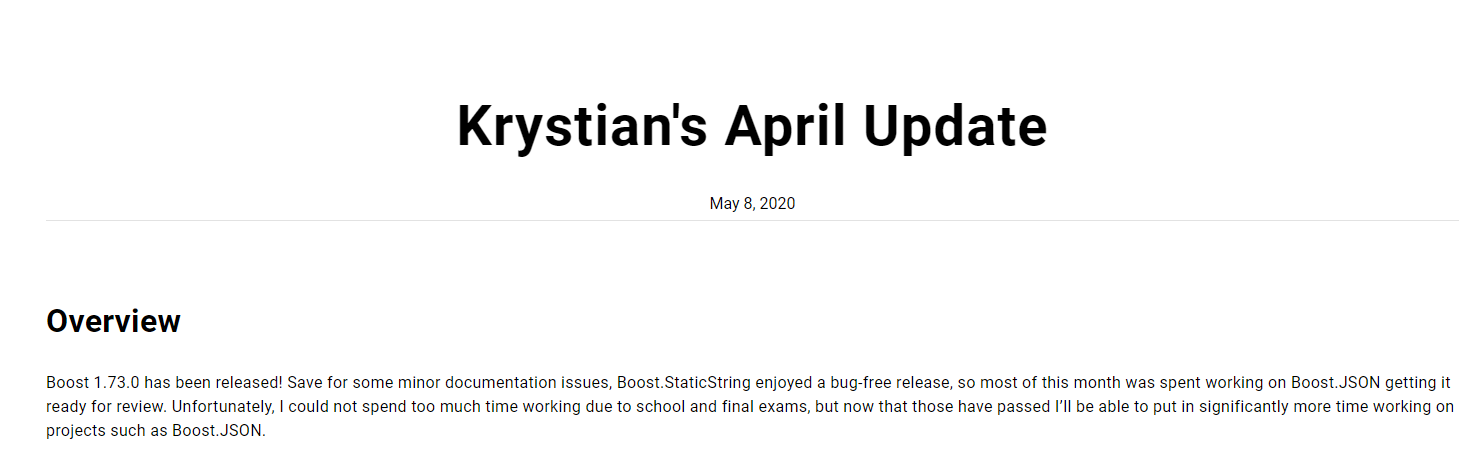 Krystian's April Update
May 8, 2020
Overview
Boost 1.73.0 has been released! Save for some minor documentation issues, Boost.StaticString enjoyed a bug-free release, so most of this month was spent working on Boost.JSON getting it
ready for review. Unfortunately, I could not spend too much time working due to school and final exams, but now that those have passed I’ll be able to put in significantly more time working on
projects such as Boost.JSON.